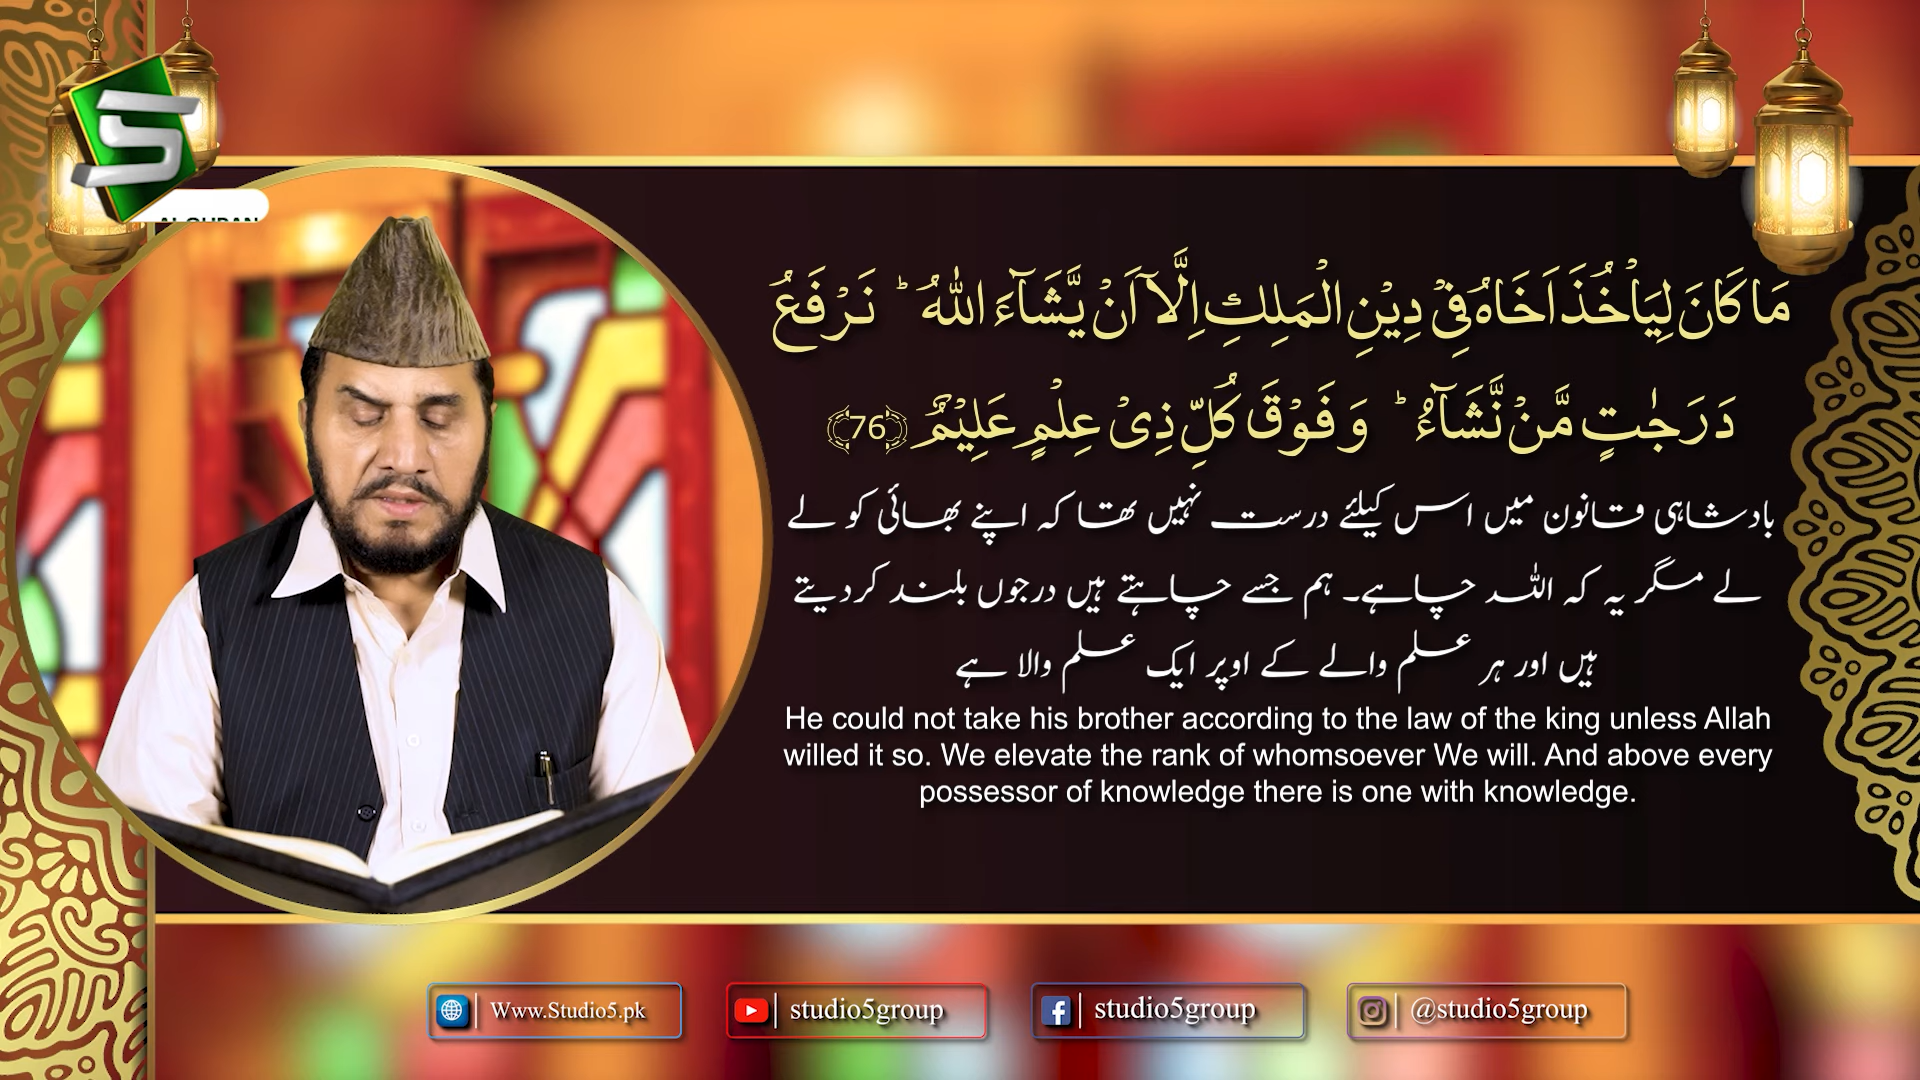 S
AL QURAN
مَا كَانَ لِيَاْخُذَ اَخَاهُ فِيْ دِيْنِ الْمَلِكِ اِلَّاۤ اَنْ يَّشَآءَ اللّٰهُ ؕ نَرْفَعُ
دَرَجٰتٍ مَّنْ نَّشَآءُ ؕ وَ فَوْقَ كُلِّ ذِيْ عِلْمٍ عَلِيْمٌ ﴿76﴾
بادشاہی قانون میں اس کیلئے درست نہیں تھا کہ اپنے بھائی کو لے
لے مگر یہ کہ اللہ چاہے۔ ہم جسے چاہتے ہیں درجوں بلند کردیتے
ہیں اور ہر علم والے کے اوپر ایک علم والا ہے
He could not take his brother according to the law of the king unless Allah
willed it so. We elevate the rank of whomsoever We will. And above every
possessor of knowledge there is one with knowledge.
Www.Studio5.pk
studio5group
studio5group
@studio5group